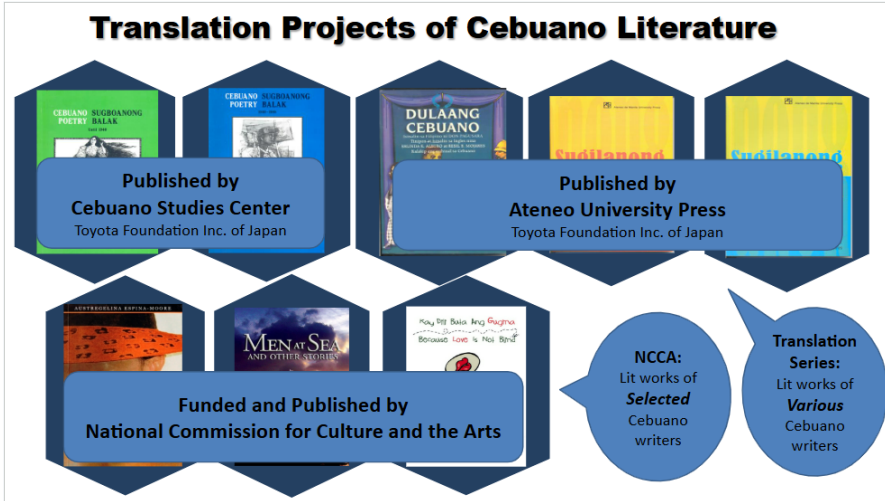 Translation Projects of Cebuano Literature
CEBUANO SUGBOANONG
POETRY BALAK
CEBUANO SUGBOANONG
POETRY BALAK
DULAANG
CEBUANO
Sugilanong
Sugilanong
Published by
Cebuano Studies Center
Toyota Foundation Inc. of Japan
Published by
Ateneo University Press
Toyota Foundation Inc. of Japan
AUSTREGELINA ESPINA-MOORE
MEN AT SEA
AND OTHER STORIES
Kay Dili Buta Ang Gugma
Because Love Is Not Blind
Funded and Published by
National Commission for Culture and the Arts
NCCA:
Lit works of
Selected
Cebuano
writers
Translation
Series:
Lit works of
Various
Cebuano
writers